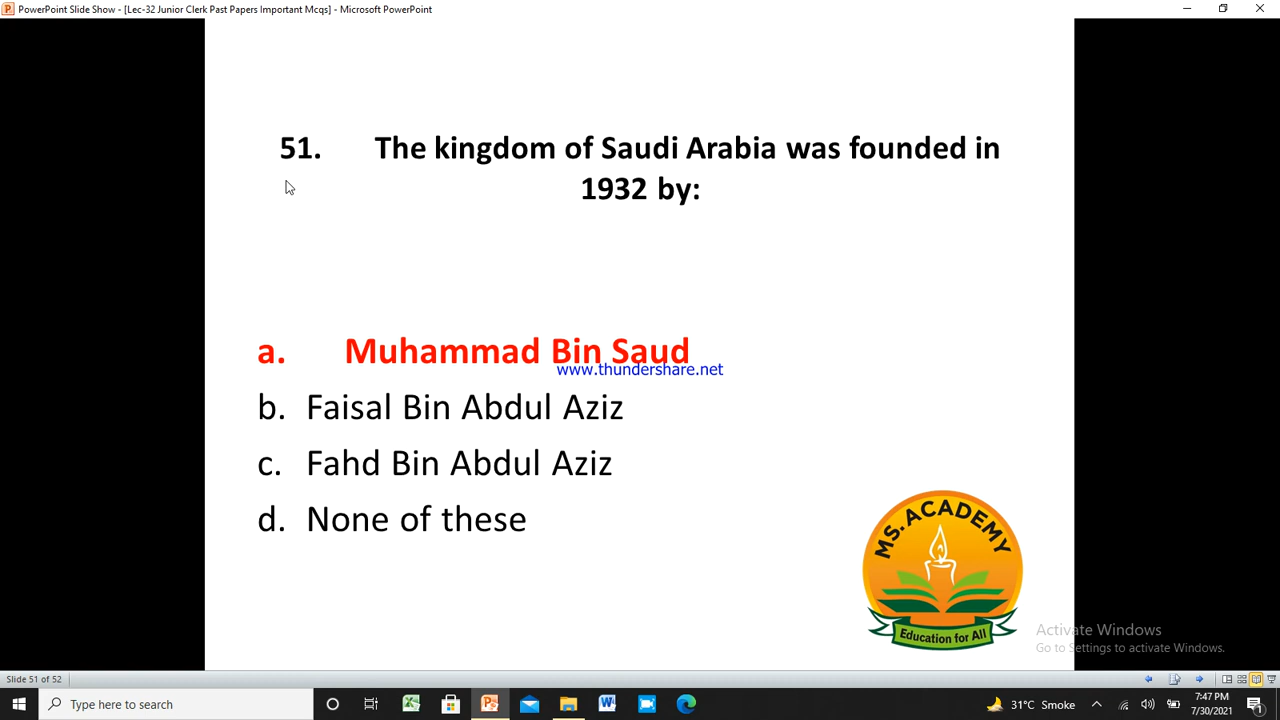 PowerPoint Slide Show - [Lec-32 Junior Clerk Past Papers Important Mcqs] - Microsoft PowerPoint
51. The kingdom of Saudi Arabia was founded in
1932 by:
a. Muhammad Bin Saud
www.thundershare.net
b. Faisal Bin Abdul Aziz
c. Fahd Bin Abdul Aziz
d. None of these
MS.ACADEMY
Education for All
Activate Windows
Go to Settings to activate Windows.
Slide 51 of 52
Type here to search
31°C Smoke
7:47 PM
7/30/2021
1